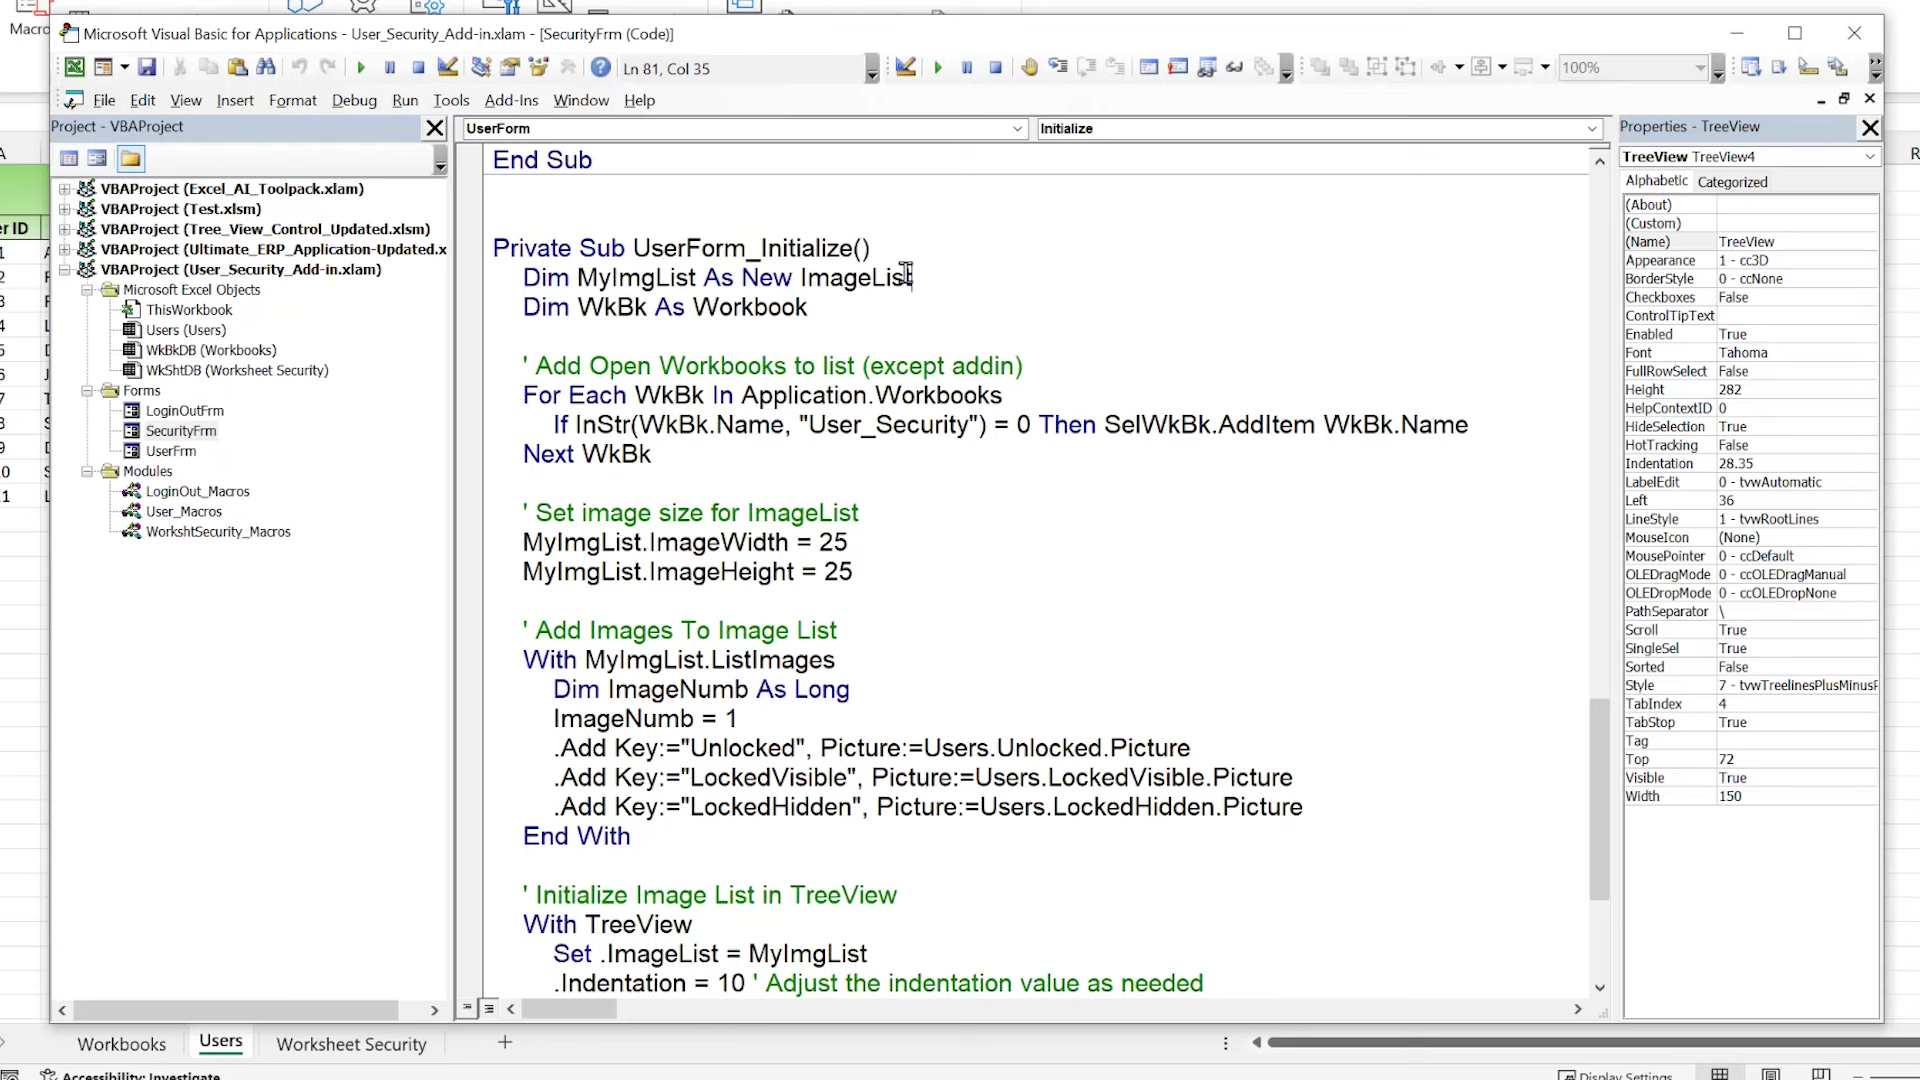 Macro
Microsoft Visual Basic for Applications - User_Security_Add-in.xlam - [SecurityFrm (Code)]
Ln 81, Col 35
100%
File Edit View Insert Format Debug Run Tools Add-Ins Window Help
Project - VBAProject
VBAProject (Excel_AI_Toolpack.xlam)
VBAProject (Test.xlsm)
VBAProject (Tree_View_Control_Updated.xlsm)
VBAProject (Ultimate_ERP_Application-Updated.x
VBAProject (User_Security_Add-in.xlam)
Microsoft Excel Objects
ThisWorkbook
Users (Users)
WkBkDB (Workbooks)
WkShtDB (Worksheet Security)
Forms
LoginOutFrm
SecurityFrm
UserFrm
Modules
LoginOut_Macros
User_Macros
WorkshtSecurity_Macros
UserForm
Initialize
End Sub
Private Sub UserForm_Initialize()
Dim MyImgList As New ImageList
Dim WkBk As Workbook
' Add Open Workbooks to list (except addin)
For Each WkBk In Application.Workbooks
If InStr(WkBk.Name, "User_Security") = 0 Then SelWkBk.AddItem WkBk.Name
Next WkBk
' Set image size for ImageList
MyImgList.ImageWidth = 25
MyImgList.ImageHeight = 25
' Add Images To Image List
With MyImgList.ListImages
Dim ImageNumb As Long
ImageNumb = 1
.Add Key:="Unlocked", Picture:=Users.Unlocked.Picture
.Add Key:="LockedVisible", Picture:=Users.LockedVisible.Picture
.Add Key:="LockedHidden", Picture:=Users.LockedHidden.Picture
End With
' Initialize Image List in TreeView
With TreeView
Set .ImageList = MyImgList
.Indentation = 10 ' Adjust the indentation value as needed
Properties - TreeView
TreeView TreeView4
Alphabetic Categorized
(About)
(Custom)
(Name) TreeView
Appearance 1 - cc3D
BorderStyle 0 - ccNone
Checkboxes False
ControlTipText
Enabled True
Font Tahoma
FullRowSelect False
Height 282
HelpContextID 0
HideSelection True
HotTracking False
Indentation 28.35
LabelEdit 0 - tvwAutomatic
Left 36
LineStyle 1 - tvwRootLines
MouseIcon (None)
MousePointer 0 - ccDefault
OLEDragMode 0 - ccOLEDragManual
OLEDropMode 0 - ccOLEDropNone
PathSeparator \
Scroll True
SingleSel True
Sorted False
Style 7 - tvwTreelinesPlusMinusP
TabIndex 4
TabStop True
Tag
Top 72
Visible True
Width 150
A
er ID
R
Workbooks Users Worksheet Security
Accessibility: Investigate
Display Settings